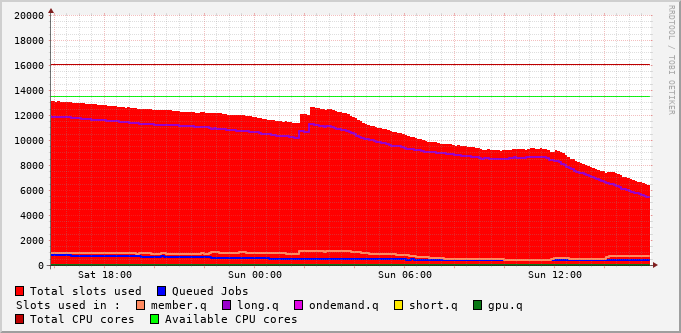 20000
18000
16000
14000
12000
10000
8000
6000
4000
2000
0
Sat 18:00 Sun 00:00 Sun 06:00 Sun 12:00
Total slots used Queued Jobs
Slots used in : member.q long.q ondemand.q short.q gpu.q
Total CPU cores Available CPU cores
RRDTOOL / TOBI OETIKER